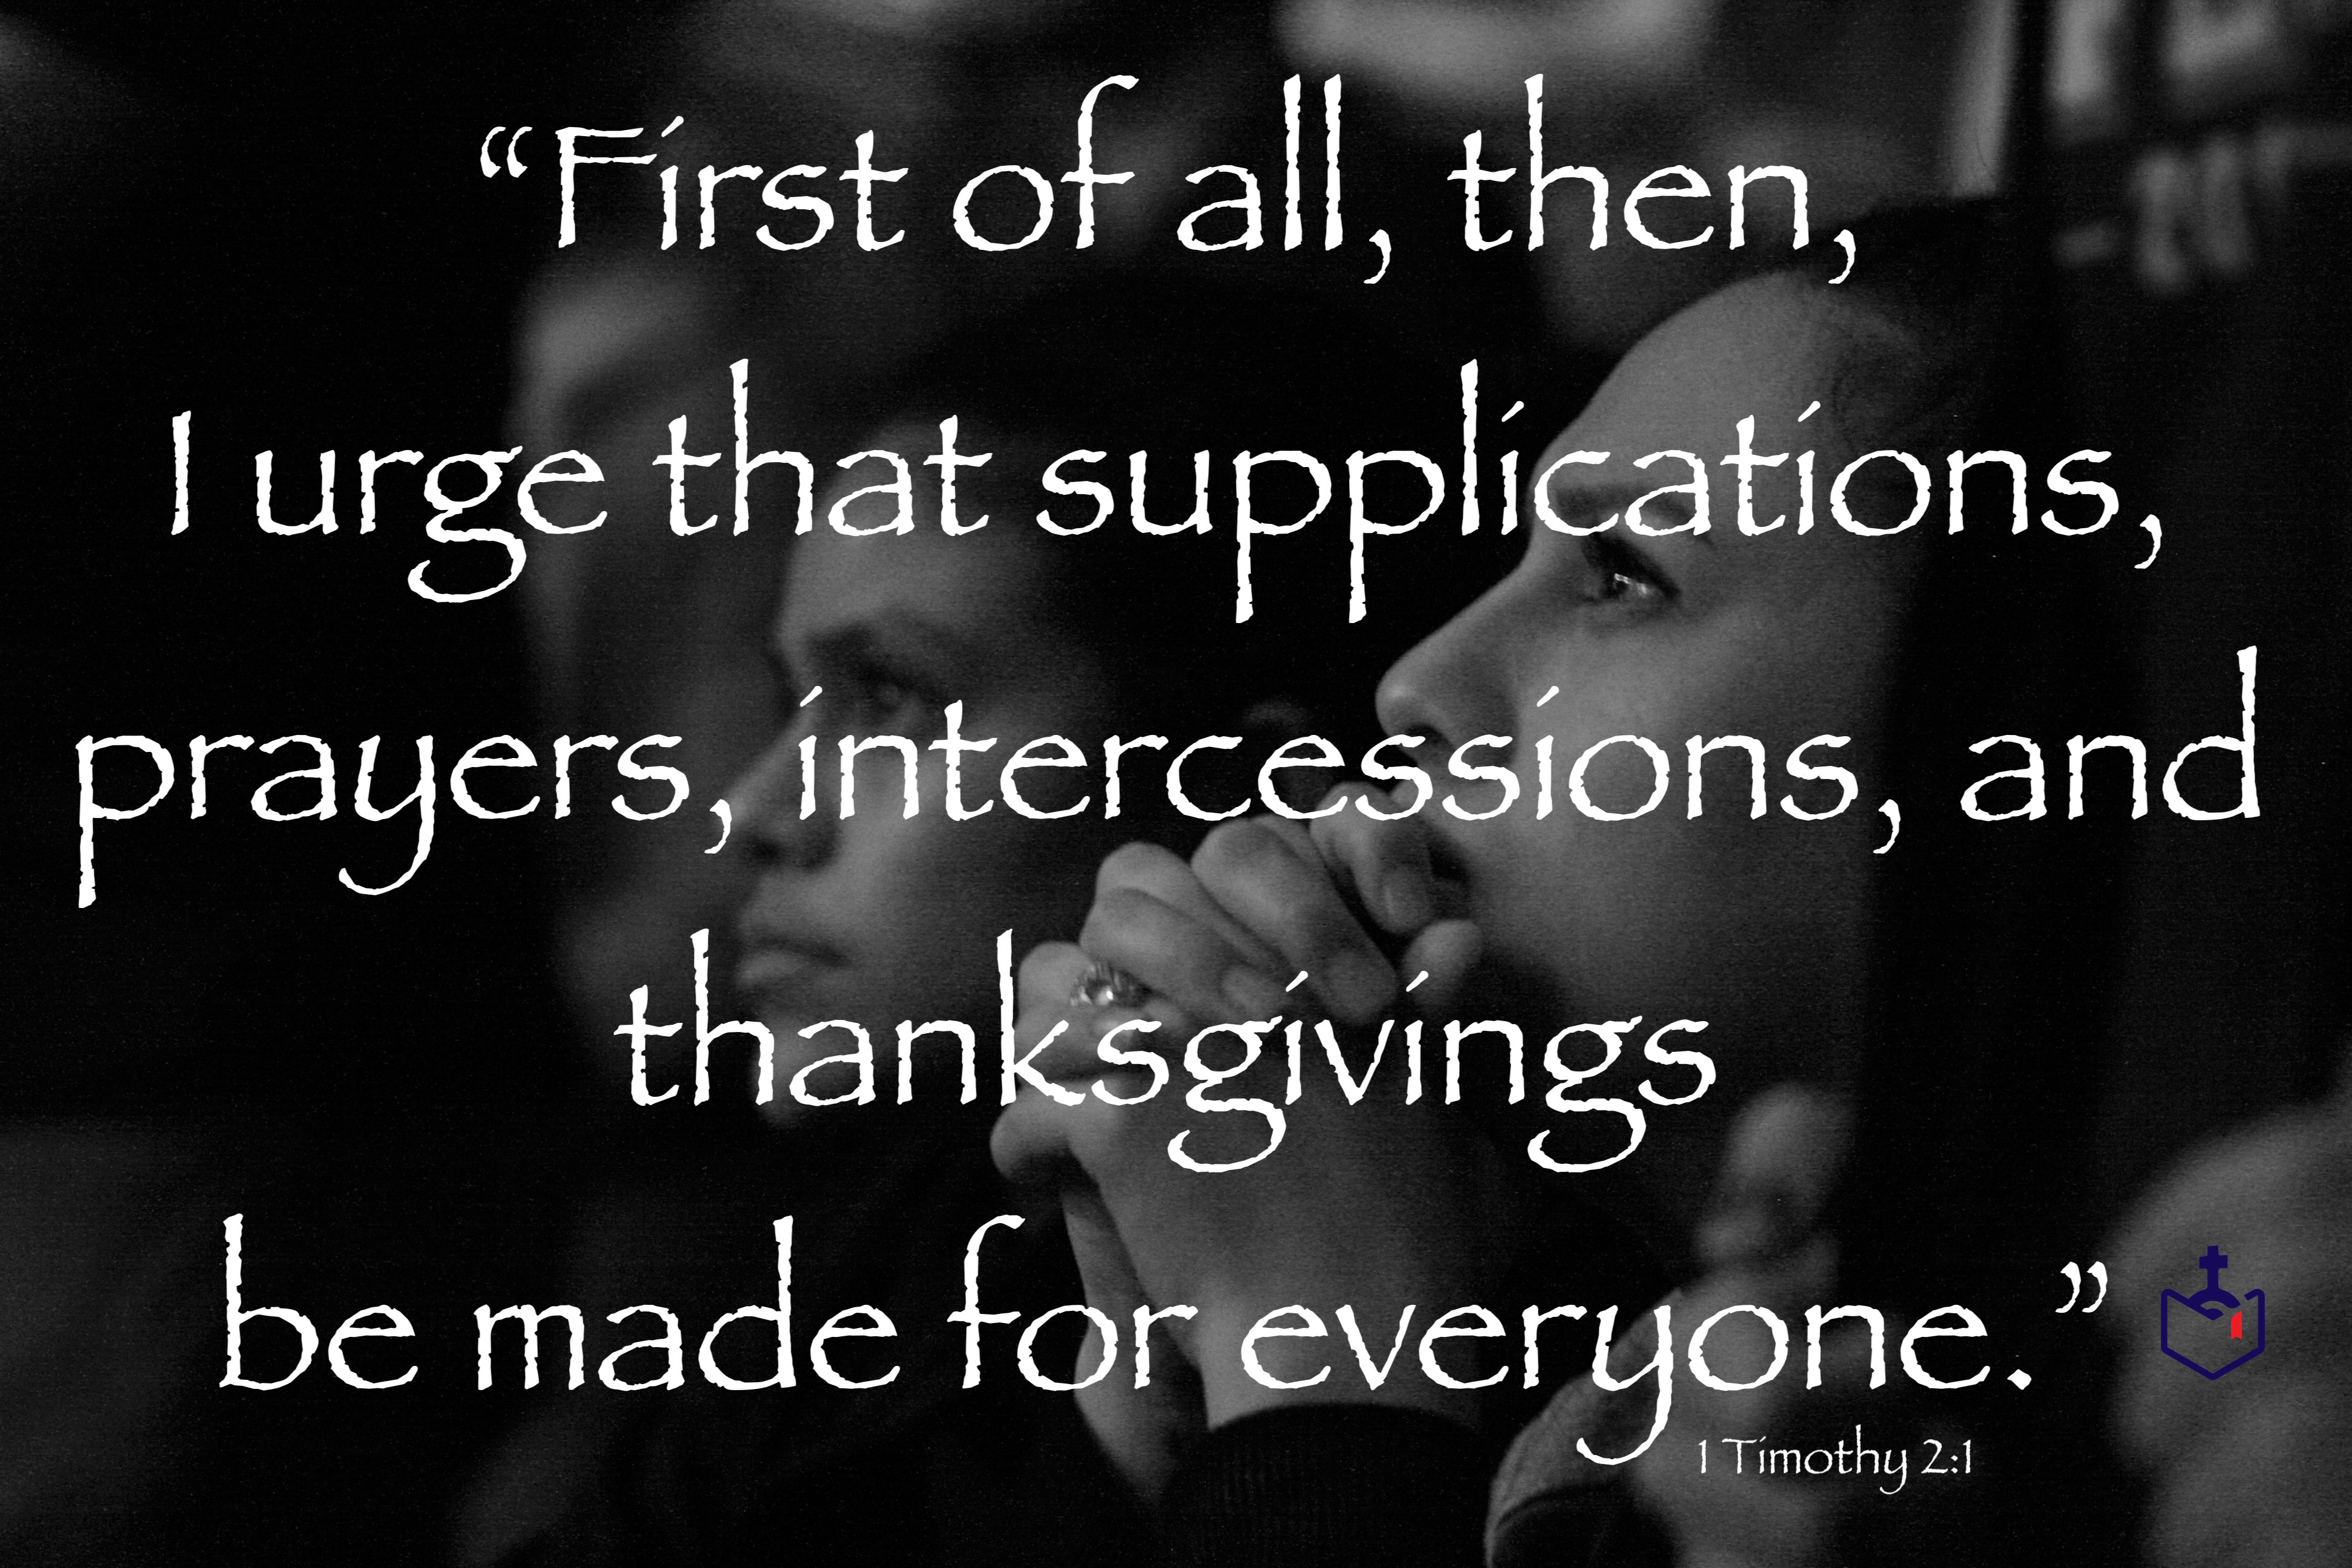 “First of all, then,
I urge that supplications,
prayers, intercessions, and
thanksgivings
be made for everyone.”
1 Timothy 2:1